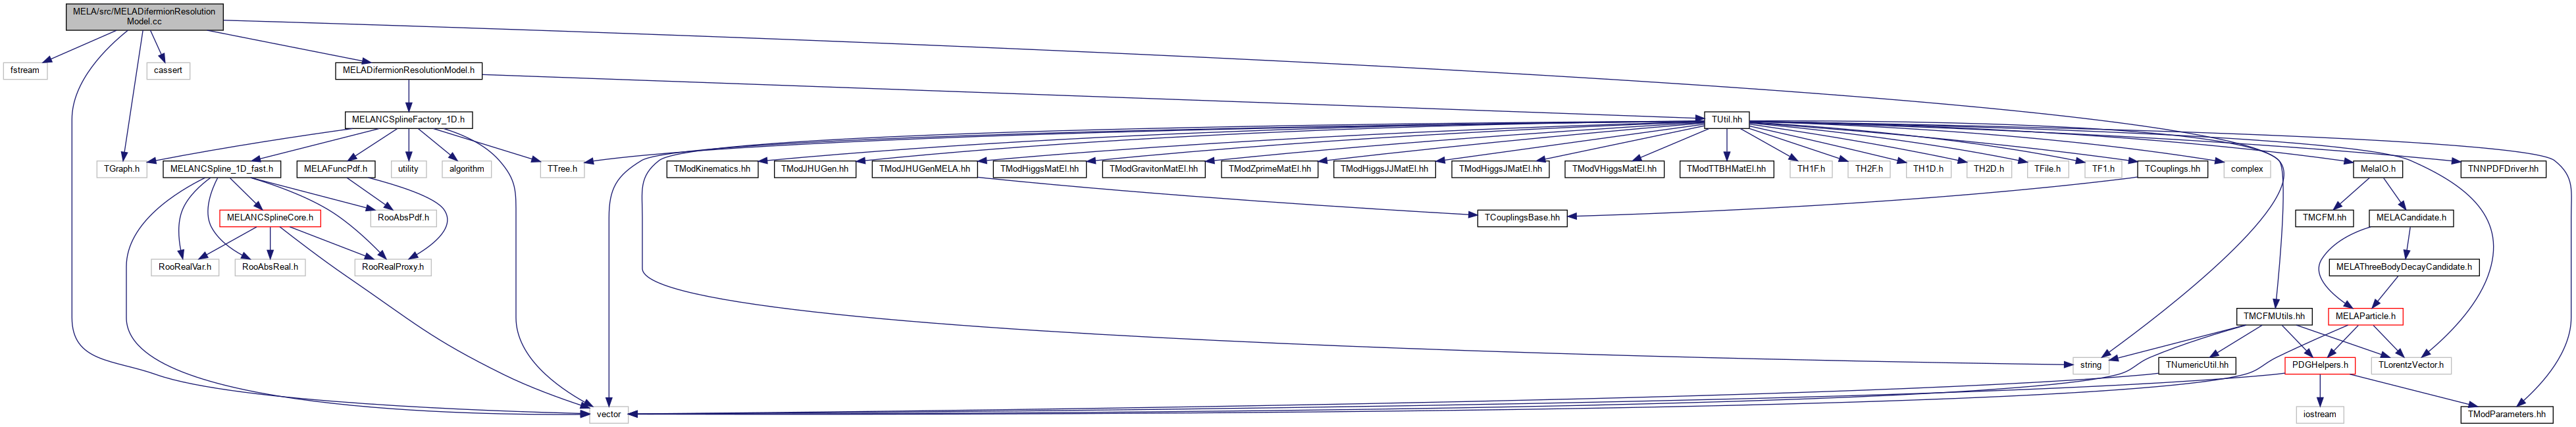 MELA/src/MELADifermionResolution
Model.cc
fstream
cassert
MELADifermionResolutionModel.h
MELANCSplineFactory_1D.h
TUtil.hh
TGraph.h
MELANCSpline_1D_fast.h
MELAFuncPdf.h
utility
algorithm
TTree.h
TModKinematics.hh
TModJHUGen.hh
TModJHUGenMELA.hh
TModHiggsMatEl.hh
TModGravitonMatEl.hh
TModZprimeMatEl.hh
TModHiggsJJMatEl.hh
TModHiggsJMatEl.hh
TModVHiggsMatEl.hh
TModTTBHMatEl.hh
TH1F.h
TH2F.h
TH1D.h
TH2D.h
TFile.h
TF1.h
TCouplings.hh
complex
MelaIO.h
TNNPDFDriver.hh
MELANCSplineCore.h
RooAbsPdf.h
TCouplingsBase.hh
TMCFM.hh
MELACandidate.h
RooRealVar.h
RooAbsReal.h
RooRealProxy.h
MELAThreeBodyDecayCandidate.h
TMCFMUtils.hh
MELAParticle.h
string
TNumericUtil.hh
PDGHelpers.h
TLorentzVector.h
vector
iostream
TModParameters.hh